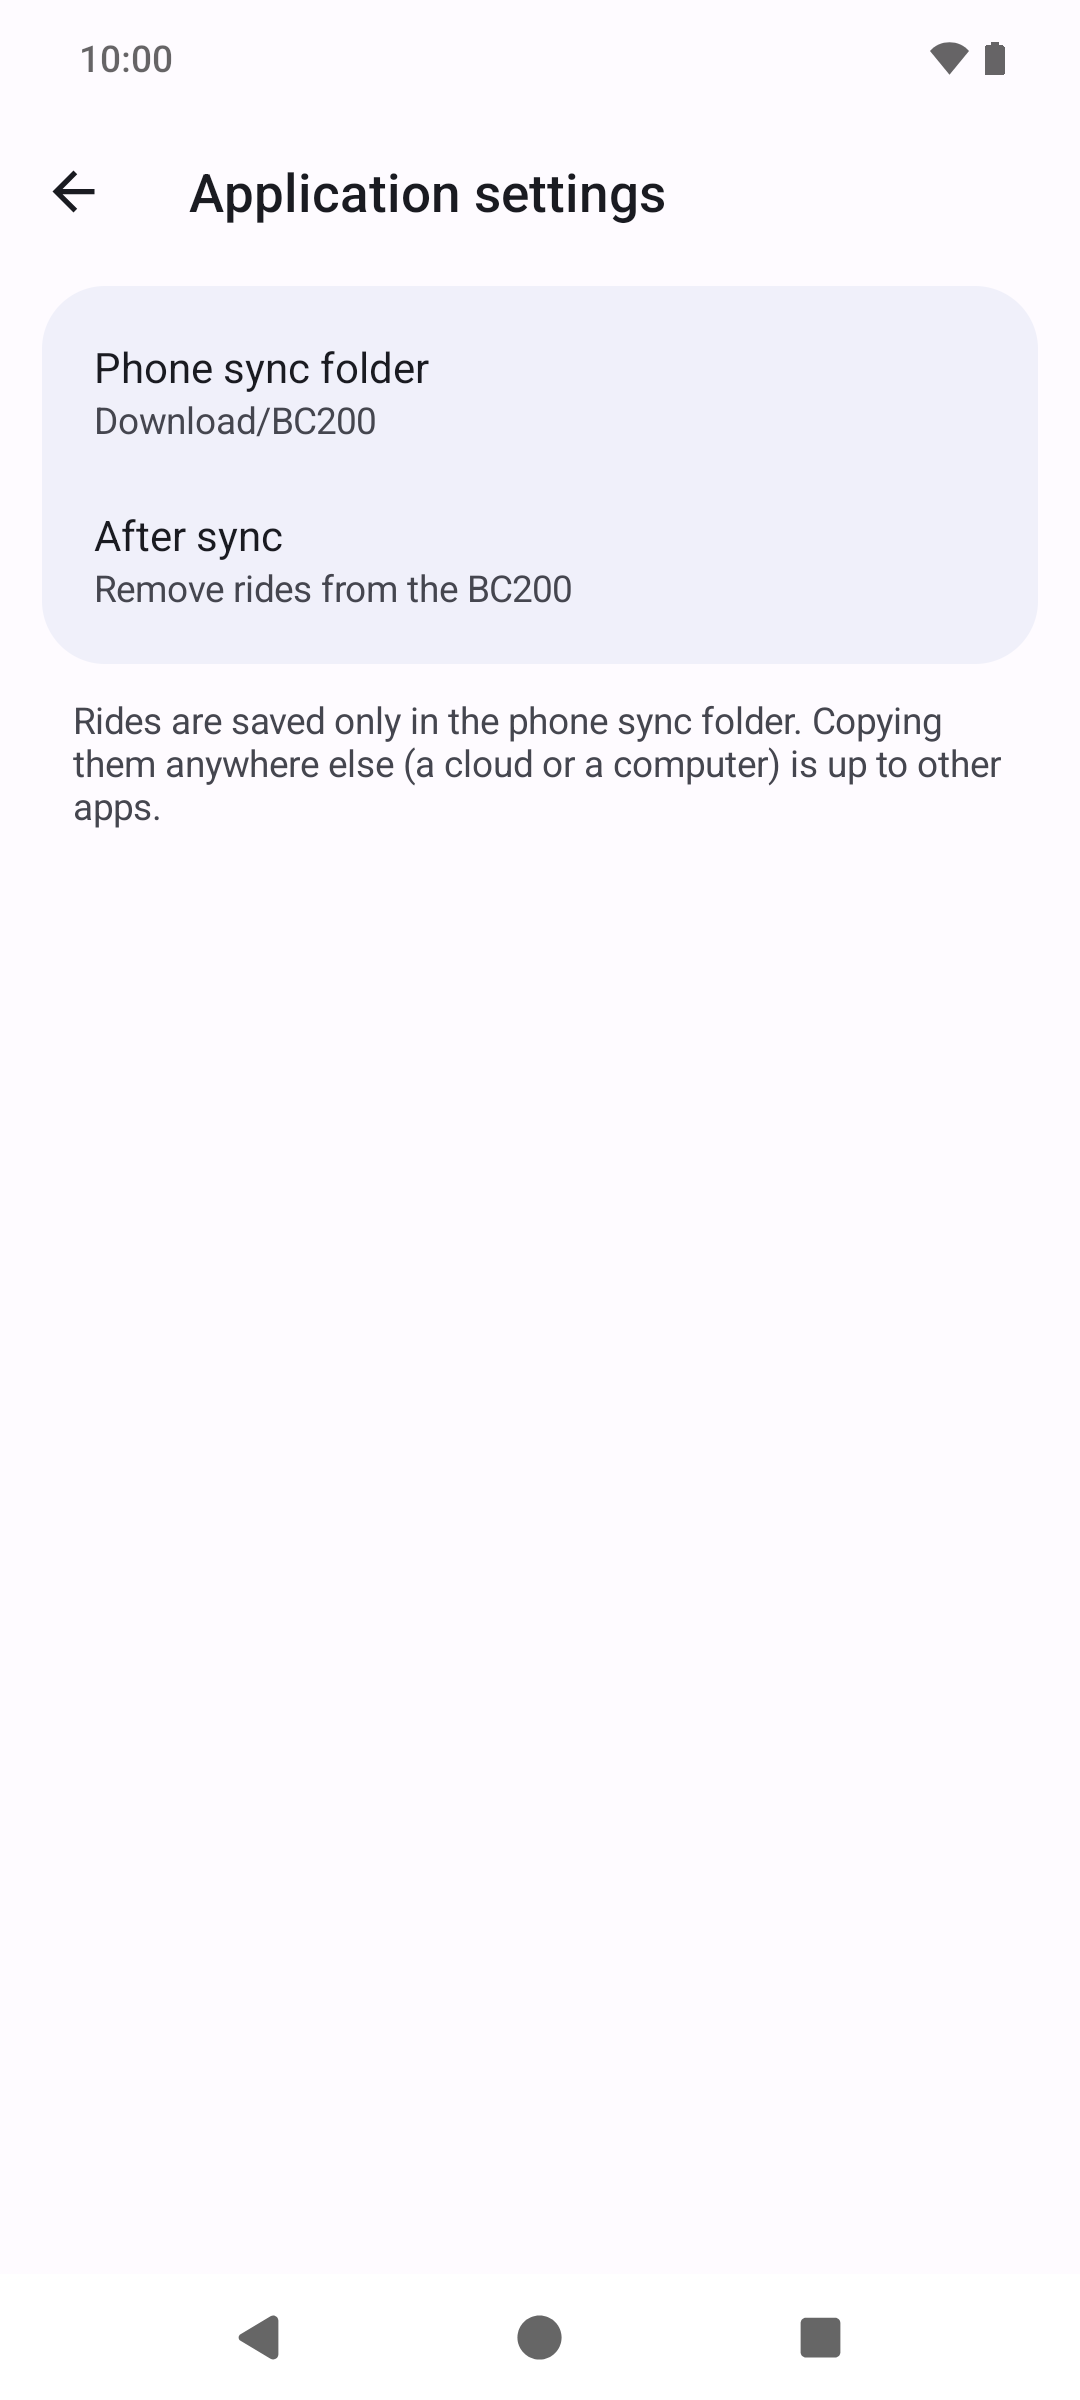 10:00
Application settings
Phone sync folder
Download/BC200
After sync
Remove rides from the BC200
Rides are saved only in the phone sync folder. Copying
them anywhere else (a cloud or a computer) is up to other
apps.